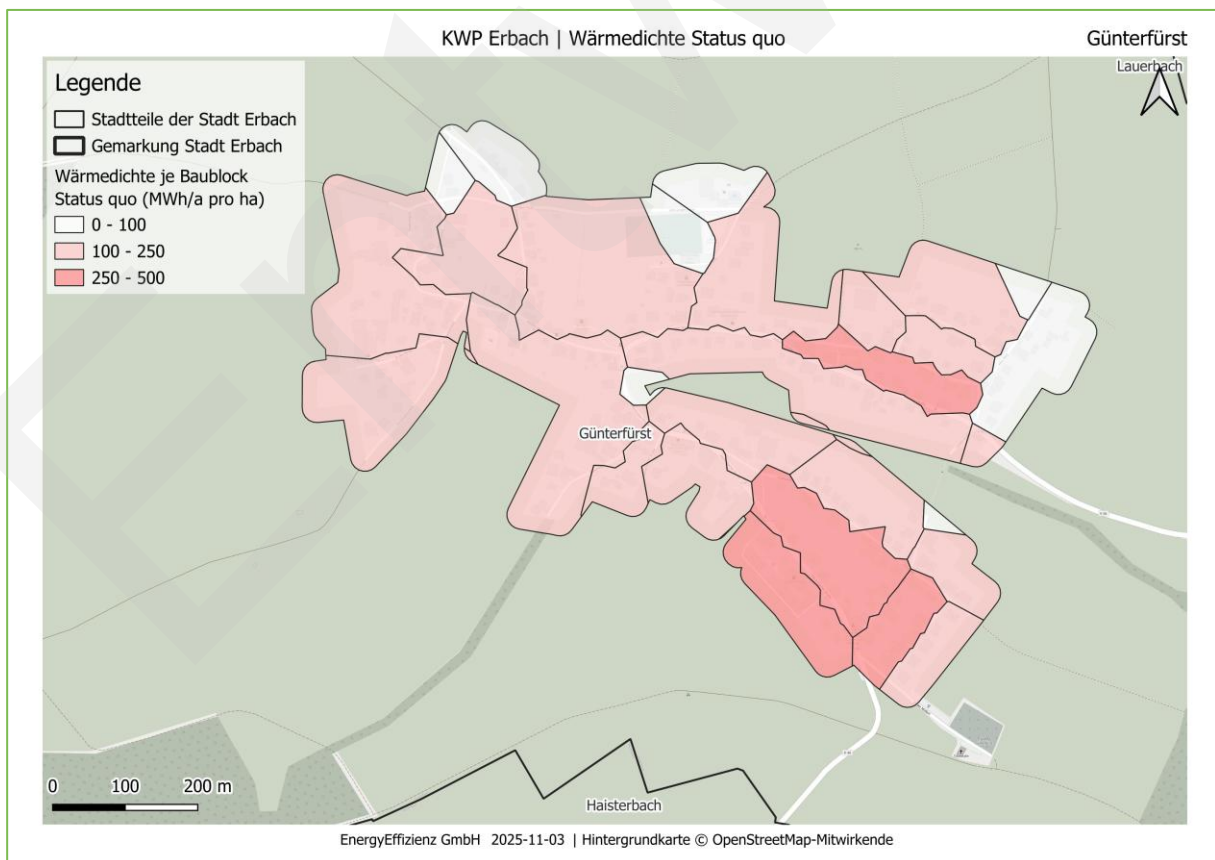 KWP Erbach | Wärmedichte Status quo
Günterfürst
Lauerbach
Legende
Stadtteile der Stadt Erbach
Gemarkung Stadt Erbach
Wärmedichte je Baublock
Status quo (MWh/a pro ha)
0 - 100
100 - 250
250 - 500
Günterfürst
0 100 200 m
Haisterbach
EnergyEffizienz GmbH 2025-11-03 | Hintergrundkarte © OpenStreetMap-Mitwirkende